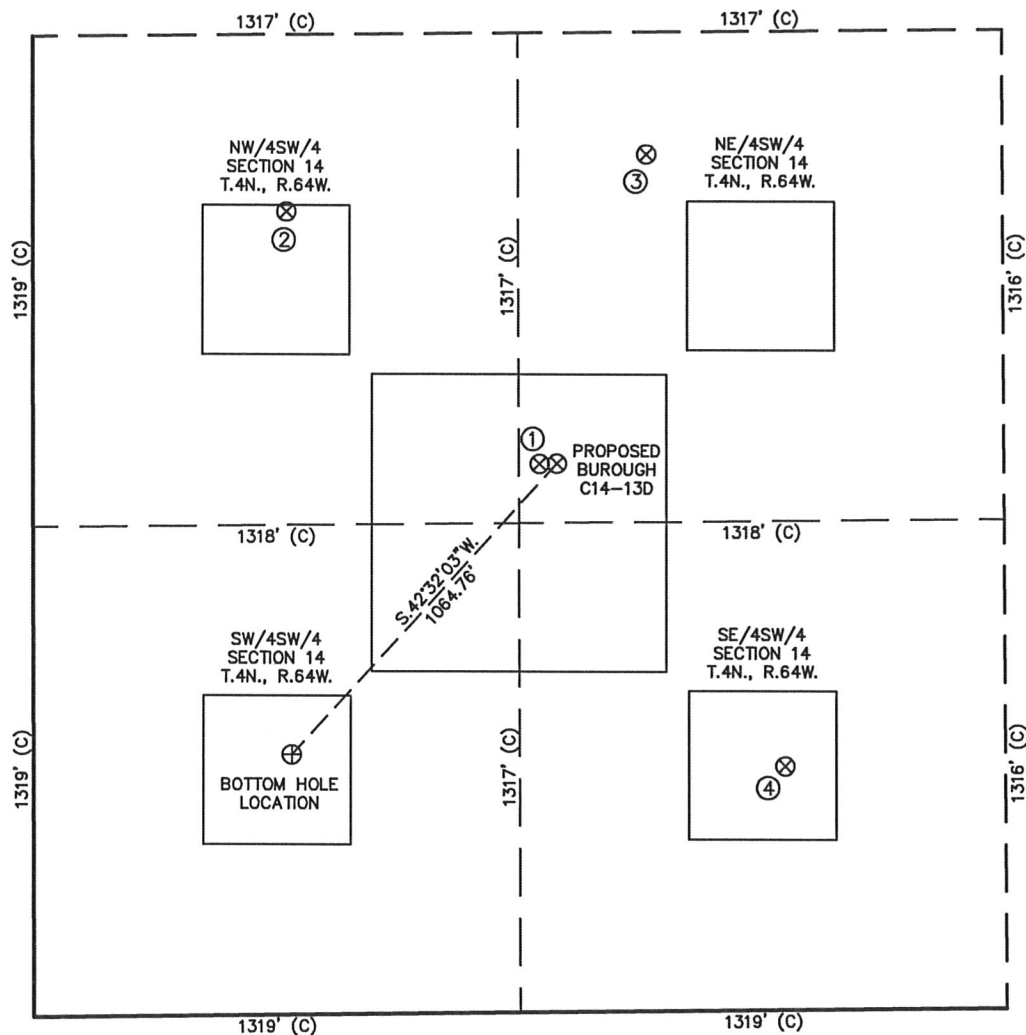 1317' (C)
1317' (C)
NW/4SW/4
SECTION 14
T.4N., R.64W.
②
③
NE/4SW/4
SECTION 14
T.4N., R.64W.
1319' (C)
1317' (C)
1316' (C)
①
PROPOSED
BUROUGH
C14-13D
1318' (C)
1318' (C)
S.42°32'03"W.
1064.76'
SW/4SW/4
SECTION 14
T.4N., R.64W.
SE/4SW/4
SECTION 14
T.4N., R.64W.
1319' (C)
BOTTOM HOLE
LOCATION
1317' (C)
④
1316' (C)
1319' (C)
1319' (C)